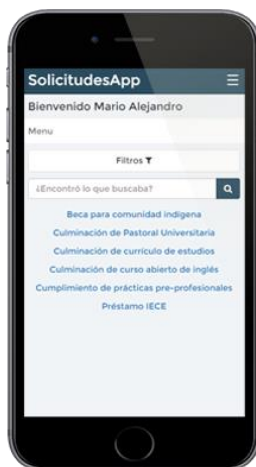 SolicitudesApp
Bienvenido Mario Alejandro
Menu
Filtros
¿Encontró lo que buscaba?
Beca para comunidad indígena
Culminación de Pastoral Universitaria
Culminación de currículo de estudios
Culminación de curso abierto de inglés
Cumplimiento de prácticas pre-profesionales
Préstamo IECE